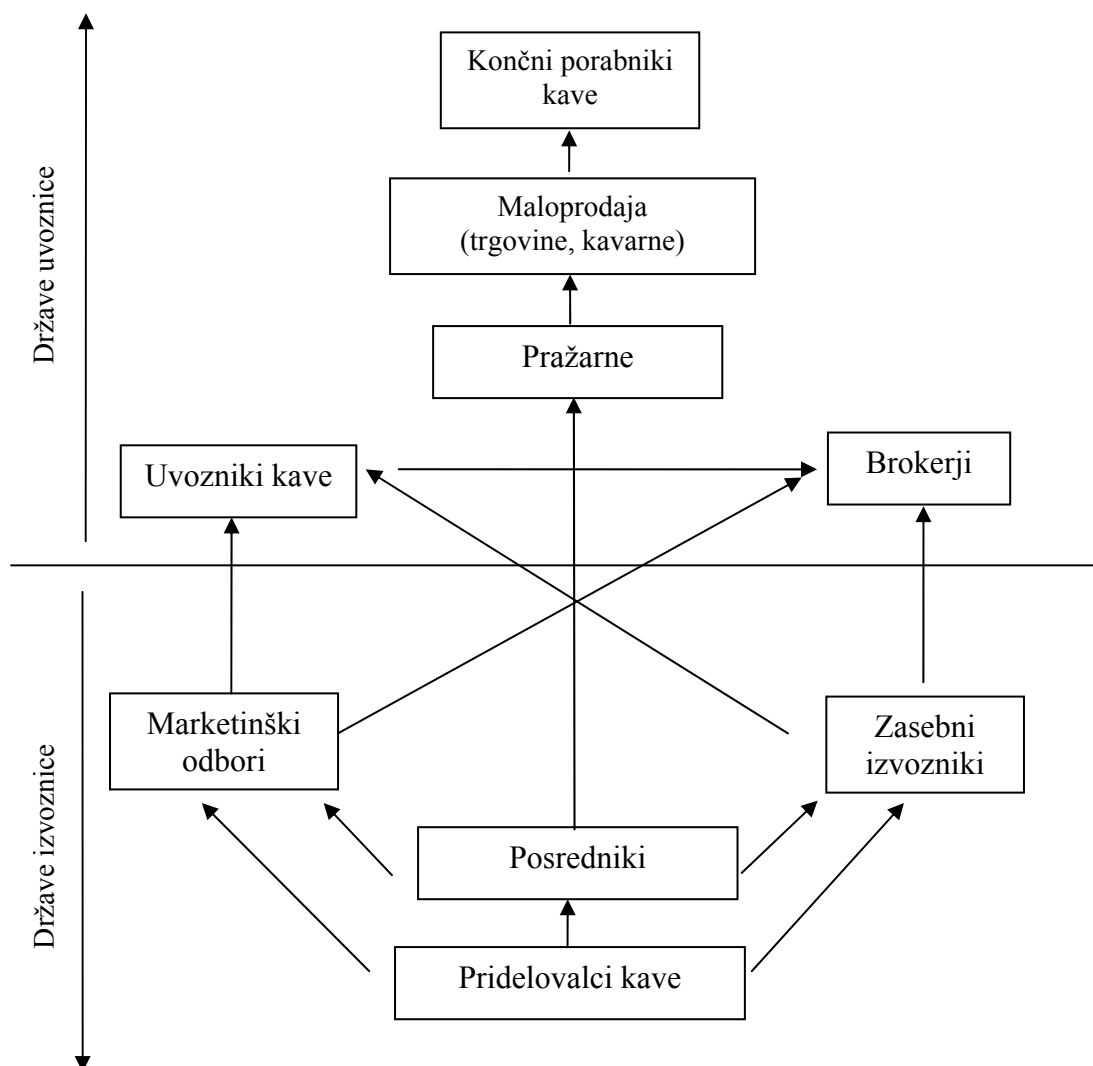 Končni porabniki
kave
Maloprodaja
(trgovine, kavarne)
Države uvoznice
Pražarne
Uvozniki kave
Brokerji
Marketinški
odbori
Zasebni
izvozniki
Države izvoznice
Posredniki
Pridelovalci kave